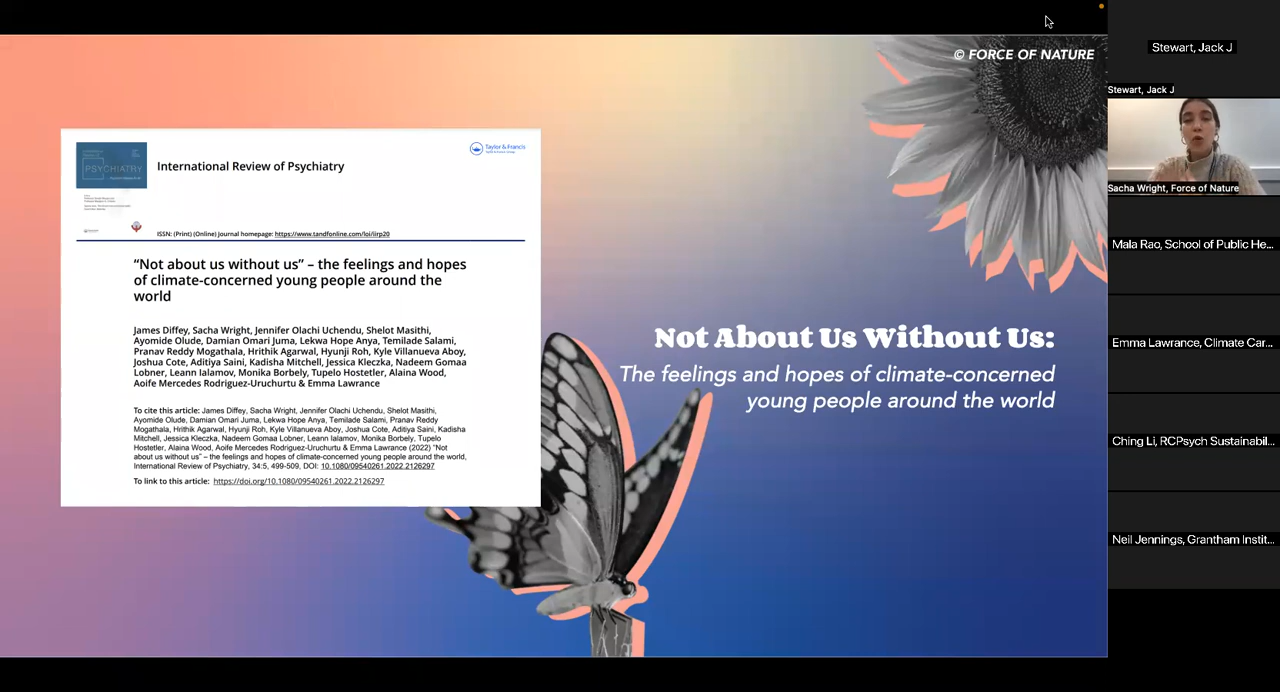 © FORCE OF NATURE
PSYCHIATRY
International Review of Psychiatry
Taylor & Francis
ISSN: (Print) (Online) Journal homepage: https://www.tandfonline.com/loi/iirp20
“Not about us without us” – the feelings and hopes
of climate-concerned young people around the
world
James Diffey, Sacha Wright, Jennifer Olachi Uchendu, Shelot Masithi,
Ayomide Olude, Damian Omari Juma, Lekwa Hope Anya, Temilade Salami,
Pranav Reddy Mogathala, Hrithik Agarwal, Hyunji Roh, Kyle Villanueva Aboy,
Joshua Cote, Aditiya Saini, Kadisha Mitchell, Jessica Kleczka, Nadeem Gomaa
Lobner, Leann Ialamov, Monika Borbely, Tupelo Hostetler, Alaina Wood,
Aoife Mercedes Rodriguez-Uruchurtu & Emma Lawrance
To cite this article: James Diffey, Sacha Wright, Jennifer Olachi Uchendu, Shelot Masithi,
Ayomide Olude, Damian Omari Juma, Lekwa Hope Anya, Temilade Salami, Pranav Reddy
Mogathala, Hrithik Agarwal, Hyunji Roh, Kyle Villanueva Aboy, Joshua Cote, Aditiya Saini, Kadisha
Mitchell, Jessica Kleczka, Nadeem Gomaa Lobner, Leann Ialamov, Monika Borbely, Tupelo
Hostetler, Alaina Wood, Aoife Mercedes Rodriguez-Uruchurtu & Emma Lawrance (2022) “Not
about us without us” – the feelings and hopes of climate-concerned young people around the world,
International Review of Psychiatry, 34:5, 499-509, DOI: 10.1080/09540261.2022.2126297
To link to this article: https://doi.org/10.1080/09540261.2022.2126297
Not About Us Without Us:
The feelings and hopes of climate-concerned
young people around the world
Stewart, Jack J
Stewart, Jack J
Sacha Wright, Force of Nature
Mala Rao, School of Public He...
Emma Lawrance, Climate Car...
Ching Li, RCPsych Sustainabil...
Neil Jennings, Grantham Instit...